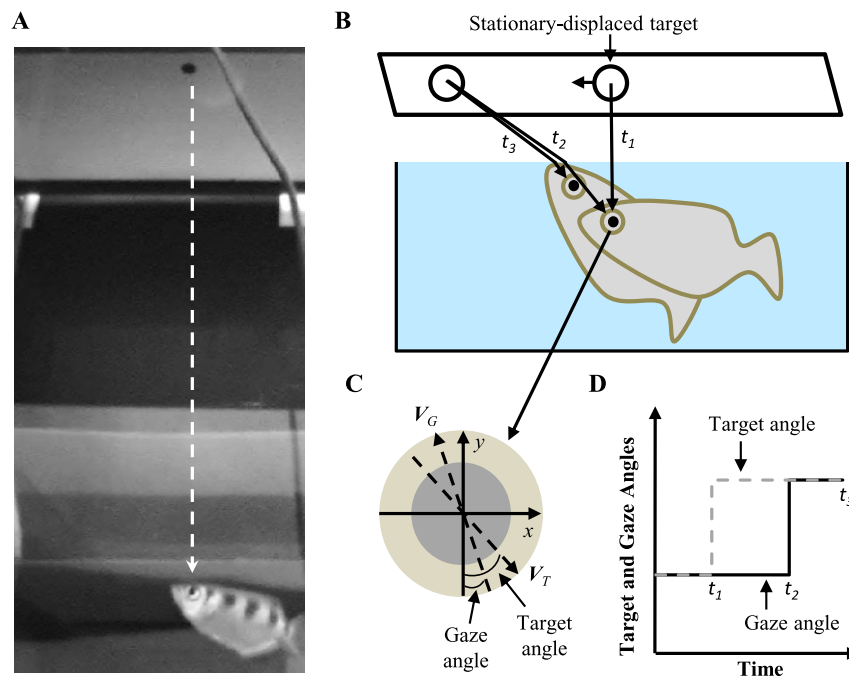 A
B
Stationary-displaced target
t3
t2
t1
C
VG
y
x
VT
Gaze
angle
Target
angle
D
Target and Gaze Angles
Target angle
t3
t1
t2
Gaze angle
Time